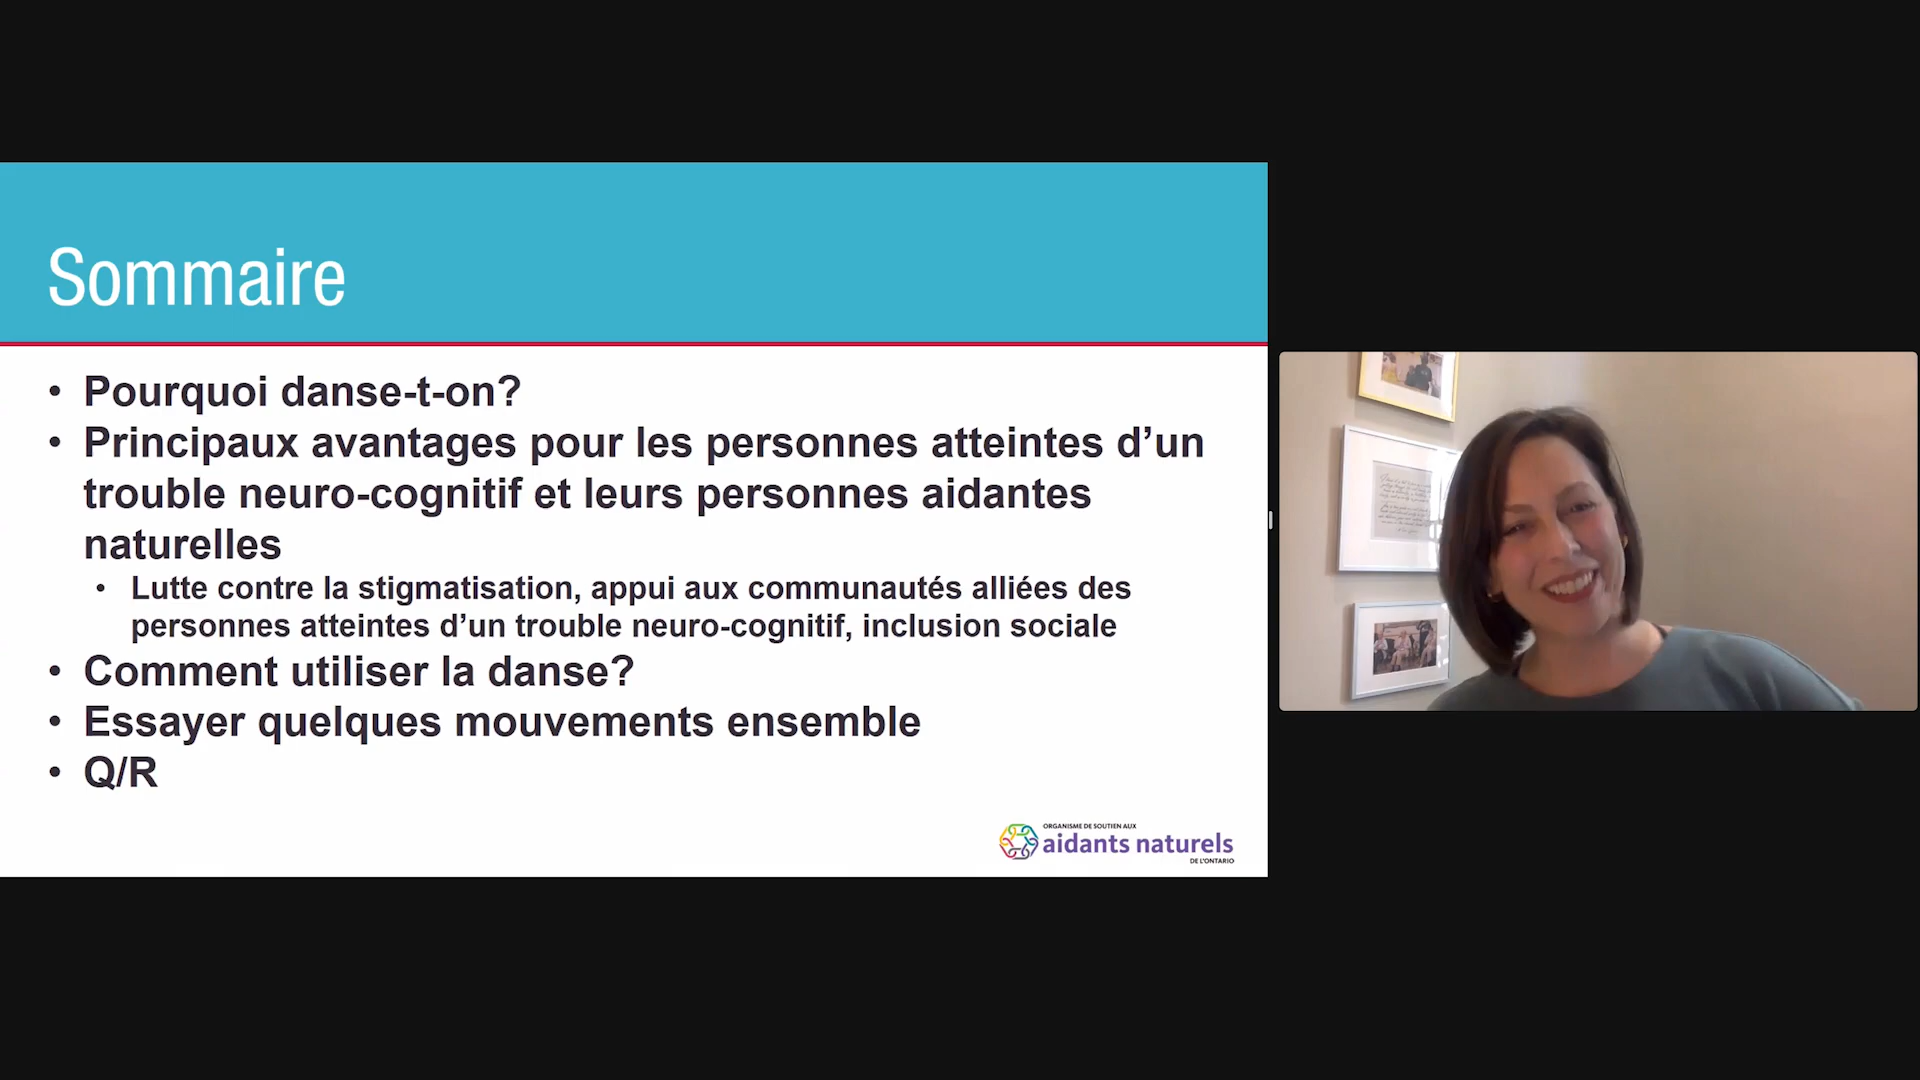 Sommaire
• Pourquoi danse-t-on?
• Principaux avantages pour les personnes atteintes d’un
trouble neuro-cognitif et leurs personnes aidantes
naturelles
• Lutte contre la stigmatisation, appui aux communautés alliées des
personnes atteintes d’un trouble neuro-cognitif, inclusion sociale
• Comment utiliser la danse?
• Essayer quelques mouvements ensemble
• Q/R
ORGANISME DE SOUTIEN AUX
aidants naturels
DE L'ONTARIO